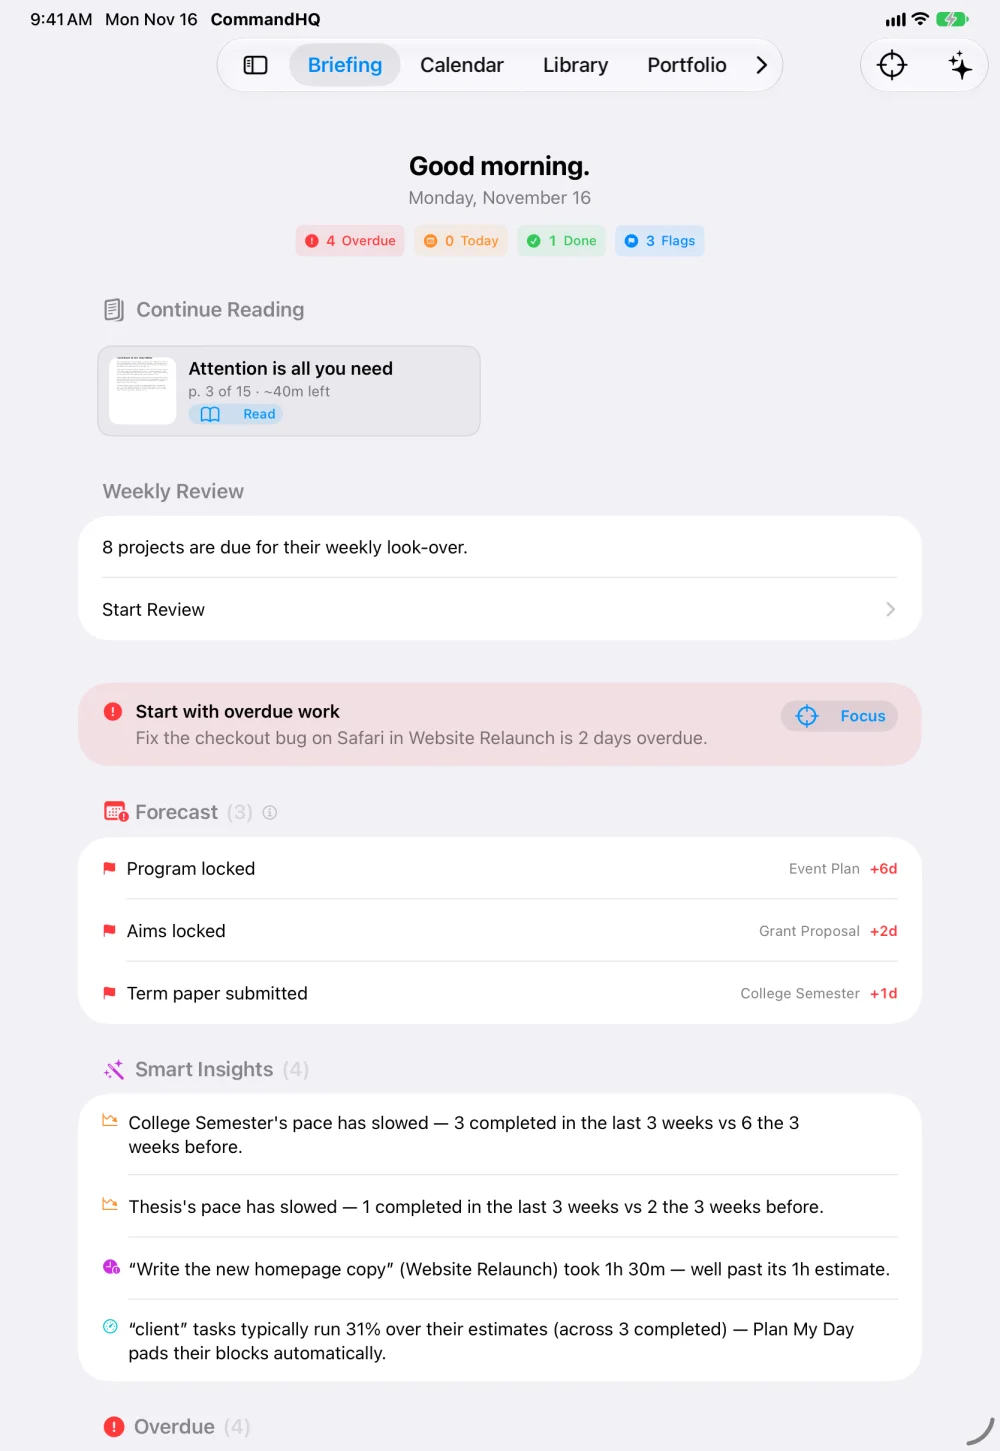 9:41 AM Mon Nov 16 CommandHQ
Briefing Calendar Library Portfolio
Good morning.
Monday, November 16
4 Overdue 0 Today 1 Done 3 Flags
Continue Reading
Attention is all you need
p. 3 of 15 · ~40m left
Read
Weekly Review
8 projects are due for their weekly look-over.
Start Review
Start with overdue work
Focus
Fix the checkout bug on Safari in Website Relaunch is 2 days overdue.
Forecast (3)
Program locked Event Plan +6d
Aims locked Grant Proposal +2d
Term paper submitted College Semester +1d
Smart Insights (4)
College Semester's pace has slowed — 3 completed in the last 3 weeks vs 6 the 3
weeks before.
Thesis's pace has slowed — 1 completed in the last 3 weeks vs 2 the 3 weeks before.
“Write the new homepage copy” (Website Relaunch) took 1h 30m — well past its 1h estimate.
“client” tasks typically run 31% over their estimates (across 3 completed) — Plan My Day
pads their blocks automatically.
Overdue (4)